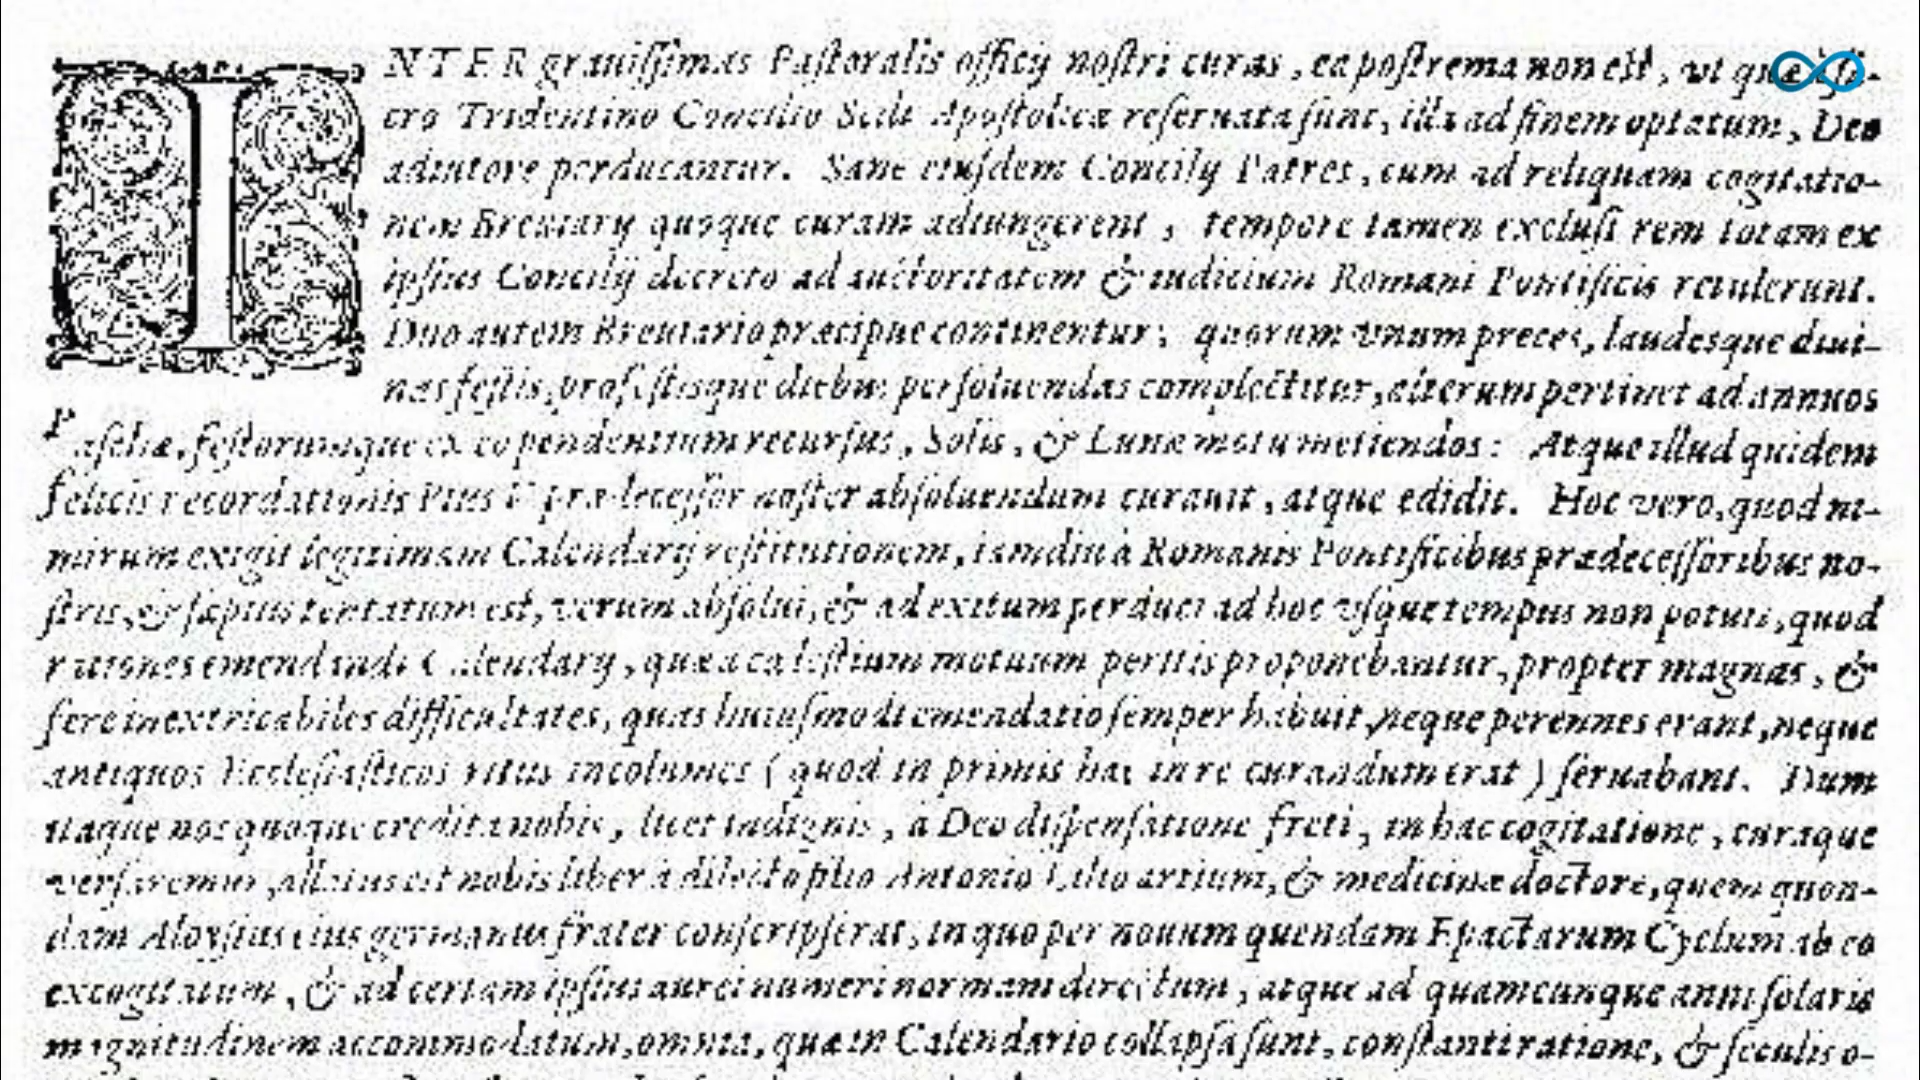 INTER grauiſſimas Paſtoralis officij noſtri curas, ea poſtrema non eſt, vt quæ à ſa-
cro Tridentino Concilio Sedi Apoſtolicæ reſeruata ſunt, illa ad finem optatum, Deo
adiutore perducantur. Sane eiuſdem Concilij Patres, cum ad reliquam cogitatio-
nem Breuiarij quoque curam adiungerent, tempore tamen excluſi rem totam ex
ipſius Concilij decreto ad auctoritatem & iudicium Romani Pontificis retulerunt.
Duo autem Breuiario præcipue continentur, quorum vnum preces, laudesque diui-
nas feſtis, profeſtisque diebus perſoluendas complectitur, alterum pertinet ad annuos
Paſchæ, feſtorumque ex eo pendentium recurſus, Solis, & Lunæ motu metiendos: Atque illud quidem
felicis recordationis Pius V prædeceſſor noſter abſoluendum curauit, atque edidit. Hoc vero, quod ni-
mirum exigit legitimam Calendarij reſtitutionem, iamdiu à Romanis Pontificibus prædeceſſoribus no-
ſtris, & ſæpius tentatum est, verum abſolui, & ad exitum perduci ad hoc vſque tempus non potuit, quod
rationes emendandi Calendarij, quæ a cæleſtium motuum peritis proponebantur, propter magnas, &
fere inextricabiles difficultates, quas huiuſmodi emendatio ſemper habuit, neque perennes erant, neque
antiquos Eccleſiaſticos ritus incolumes (quod in primis hac in re curandum erat) ſeruabant. Dum
itaque nos quoque credita nobis, licet indignis, à Deo diſpenſatione freti, in hac cogitatione, curaque
verſaremur, allatus est nobis liber a dilecto filio Antonio Lilio artium, & medicinæ doctore, quem quon-
dam Aloyſius eius germanus frater conſcripſerat, in quo per nouum quendam Epactarum Cyclum ab eo
excogitatum, & ad certam ipſius aurei numeri normam directum, atque ad quamcunque anni ſolaris
magnitudinem accommodatum, omnia, quæ in Calendario collapſa ſunt, conſtanti ratione, & ſeculis o-